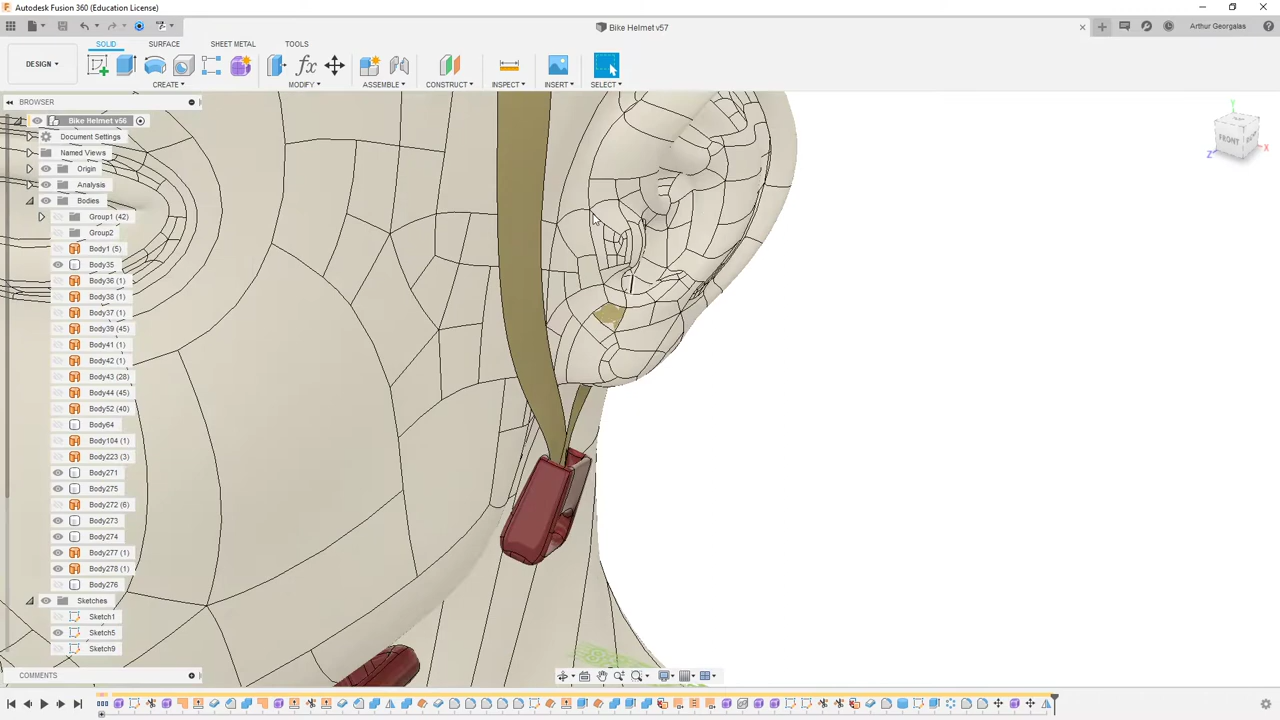 Autodesk Fusion 360 (Education License)
Bike Helmet v57
Arthur Georgalas
DESIGN
SOLID
SURFACE
SHEET METAL
TOOLS
CREATE
MODIFY
ASSEMBLE
CONSTRUCT
INSPECT
INSERT
SELECT
BROWSER
Bike Helmet v56
Document Settings
Named Views
Origin
Analysis
Bodies
Group1 (42)
Group2
Body1 (5)
Body35
Body36 (1)
Body38 (1)
Body37 (1)
Body39 (45)
Body41 (1)
Body42 (1)
Body43 (28)
Body44 (45)
Body52 (40)
Body64
Body104 (1)
Body223 (3)
Body271
Body275
Body272 (6)
Body273
Body274
Body277 (1)
Body278 (1)
Body276
Sketches
Sketch1
Sketch5
Sketch9
COMMENTS
Y
FRONT
Z
X